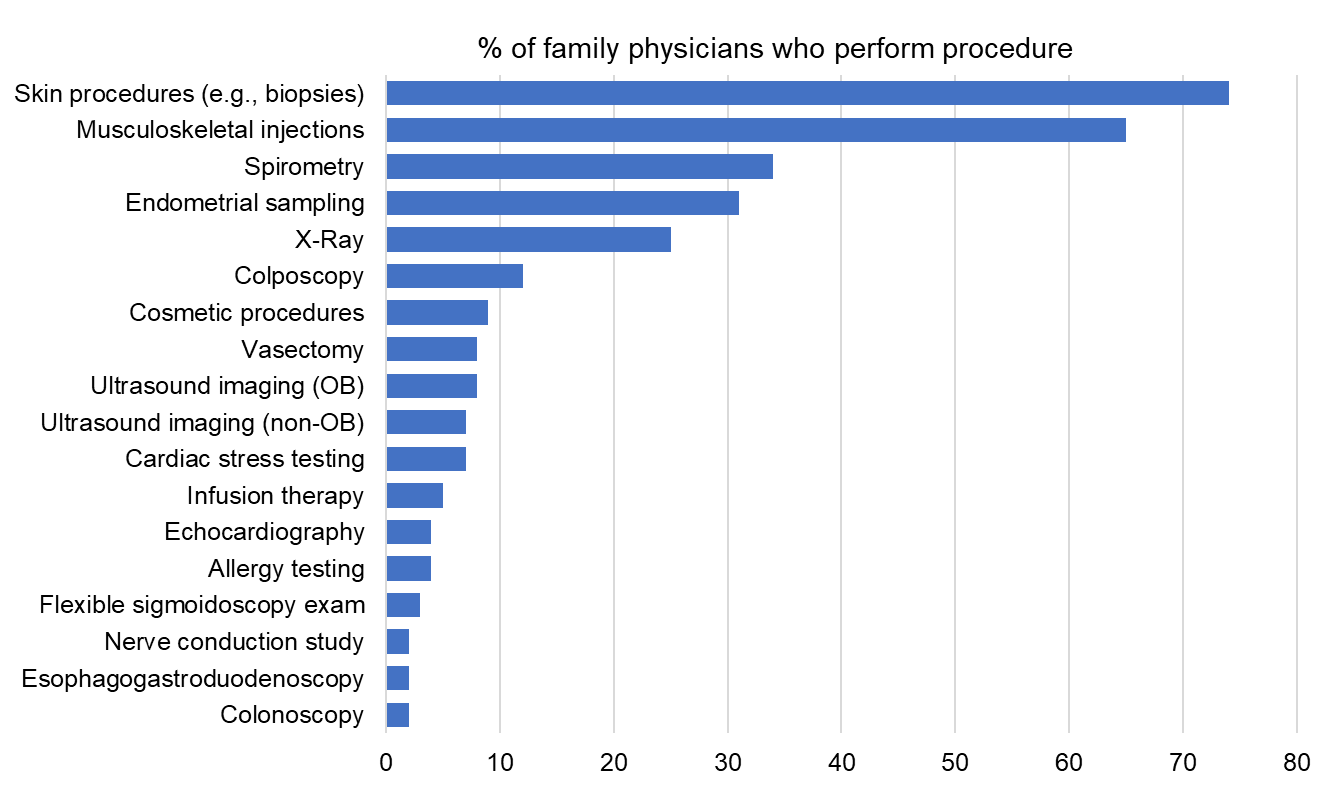 % of family physicians who perform procedure
Skin procedures (e.g., biopsies)
Musculoskeletal injections
Spirometry
Endometrial sampling
X-Ray
Colposcopy
Cosmetic procedures
Vasectomy
Ultrasound imaging (OB)
Ultrasound imaging (non-OB)
Cardiac stress testing
Infusion therapy
Echocardiography
Allergy testing
Flexible sigmoidoscopy exam
Nerve conduction study
Esophagogastroduodenoscopy
Colonoscopy
0 10 20 30 40 50 60 70 80